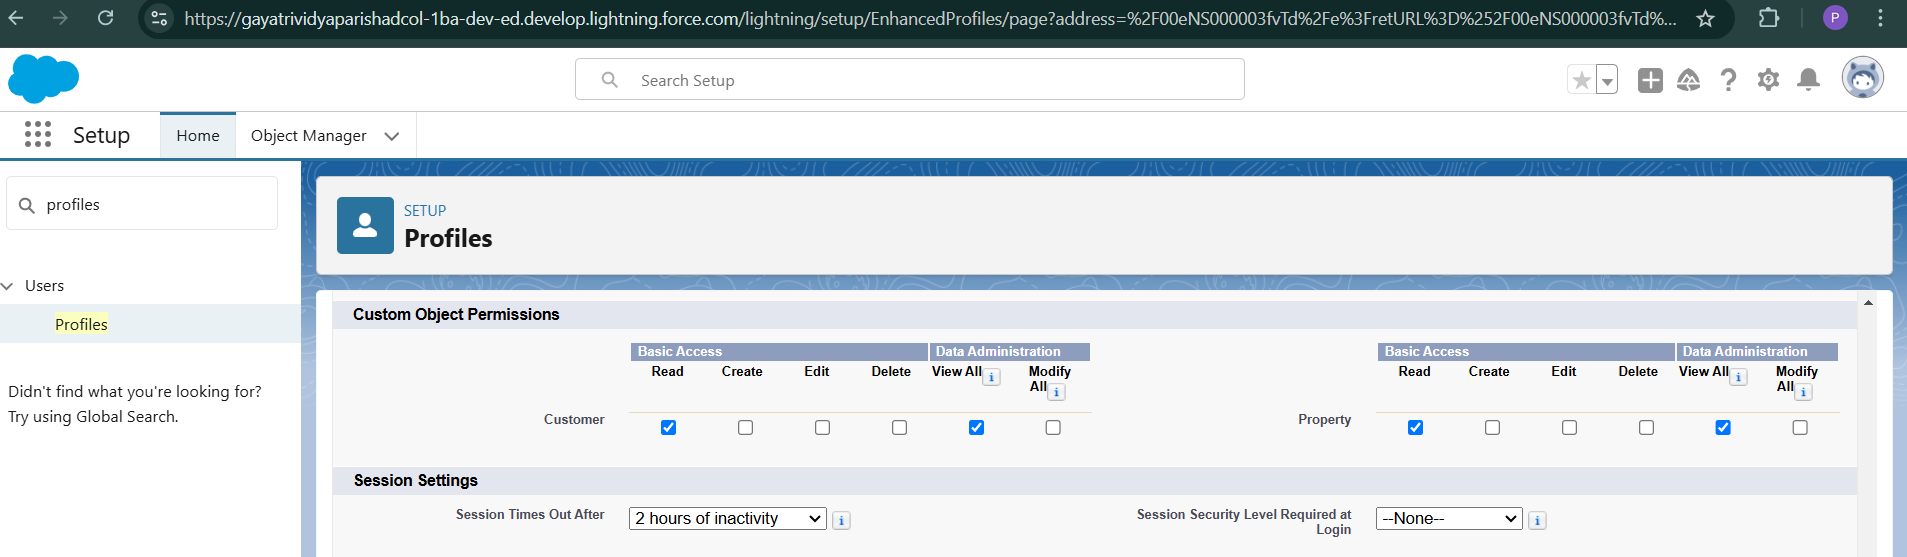 https://gayatrividyaparishadcol-1ba-dev-ed.develop.lightning.force.com/lightning/setup/EnhancedProfiles/page?address=%2F00eNS000003fvTd%2Fe%3FretURL%3D%252F00eNS000003fvTd%...
P
Search Setup
Setup
Home
Object Manager
profiles
Users
Profiles
Didn't find what you're looking for?
Try using Global Search.
SETUP
Profiles
Custom Object Permissions
Basic Access Data Administration
Read Create Edit Delete View All i Modify All i
Customer
Basic Access Data Administration
Read Create Edit Delete View All i Modify All i
Property
Session Settings
Session Times Out After 2 hours of inactivity i
Session Security Level Required at Login --None-- i